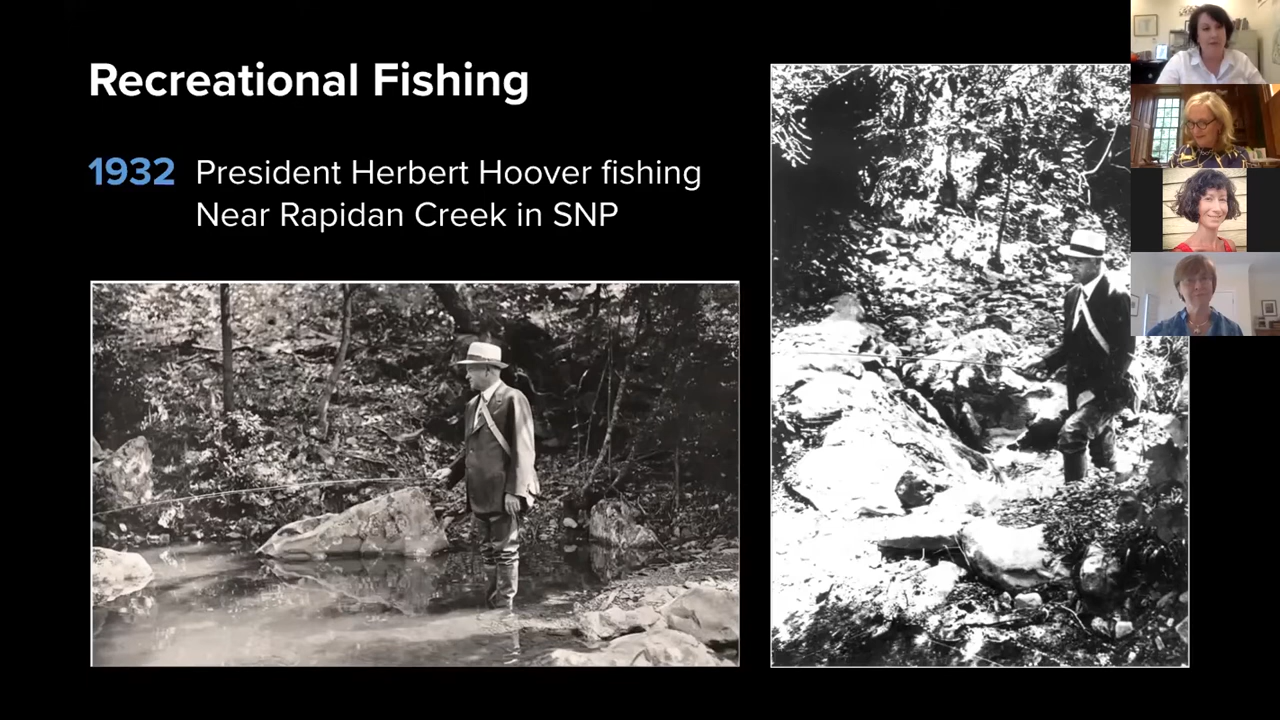 Recreational Fishing
1932 President Herbert Hoover fishing
Near Rapidan Creek in SNP